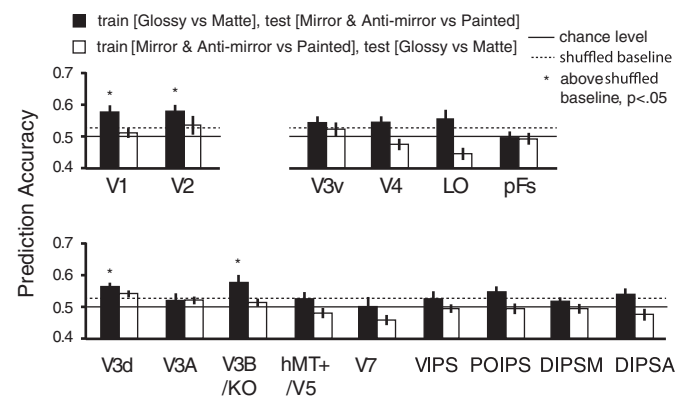 train [Glossy vs Matte], test [Mirror & Anti-mirror vs Painted]
train [Mirror & Anti-mirror vs Painted], test [Glossy vs Matte]
chance level
shuffled baseline
* above shuffled
baseline, p<.05
Prediction Accuracy
0.7
0.6
0.5
0.4
* *
V1 V2 V3v V4 LO pFs
0.7
0.6
0.5
0.4
* *
V3d V3A V3B hMT+ V7 VIPS POIPS DIPSM DIPSA
/KO /V5